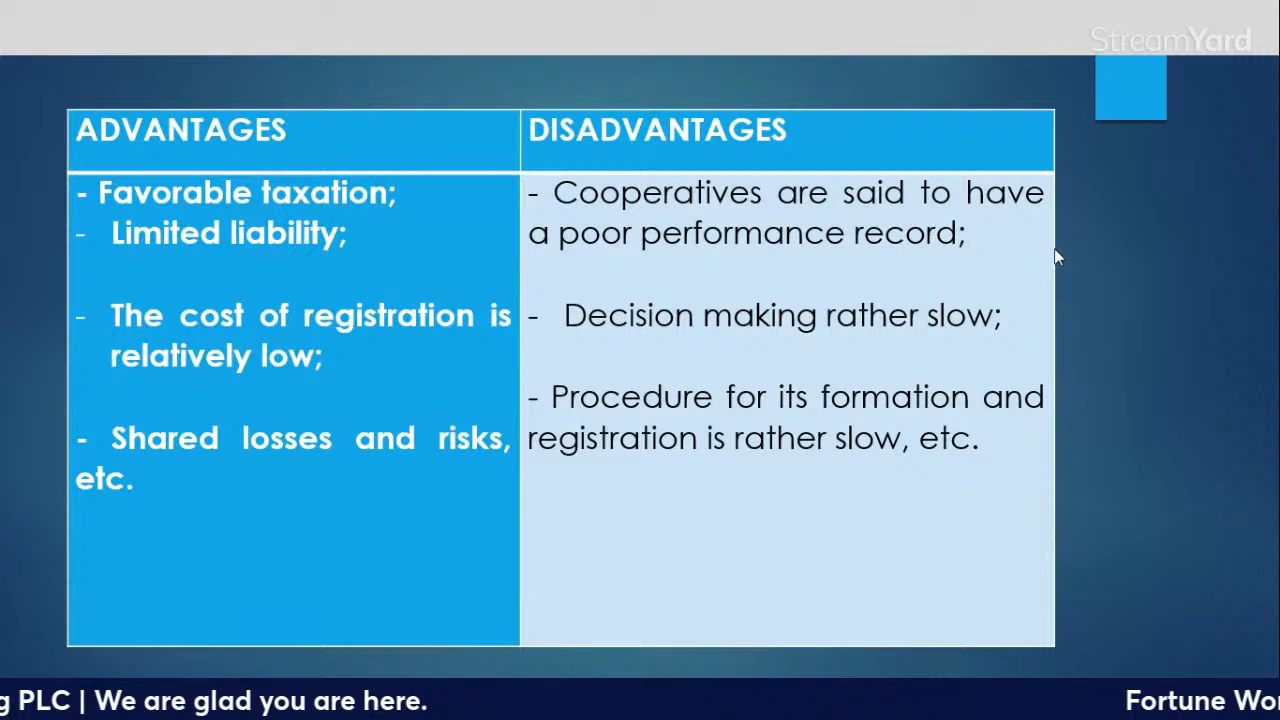 StreamYard
ADVANTAGES
DISADVANTAGES
- Favorable taxation;
- Limited liability;
- The cost of registration is
relatively low;
- Shared losses and risks,
etc.
- Cooperatives are said to have
a poor performance record;
- Decision making rather slow;
- Procedure for its formation and
registration is rather slow, etc.
g PLC | We are glad you are here.
Fortune Wor